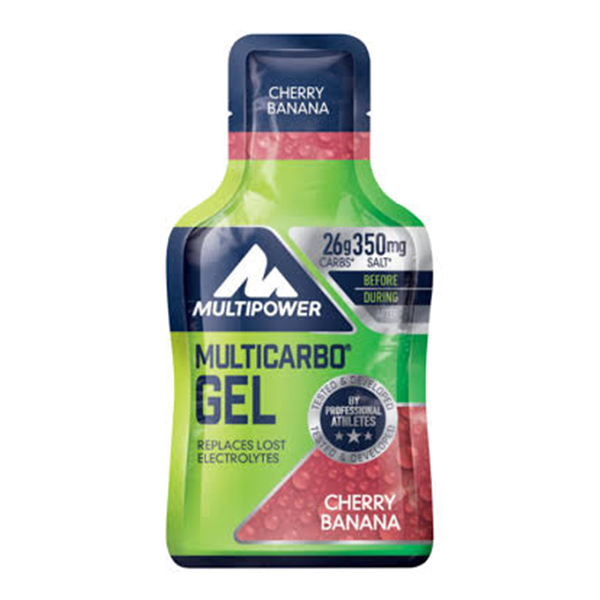 CHERRY
BANANA
26g 350mg
CARBS* SALT*
BEFORE
DURING
AFTER
MULTIPOWER
MULTICARBO®
GEL
TESTED & DEVELOPED
BY
PROFESSIONAL
ATHLETES
TESTED & DEVELOPED
REPLACES LOST
ELECTROLYTES
CHERRY
BANANA